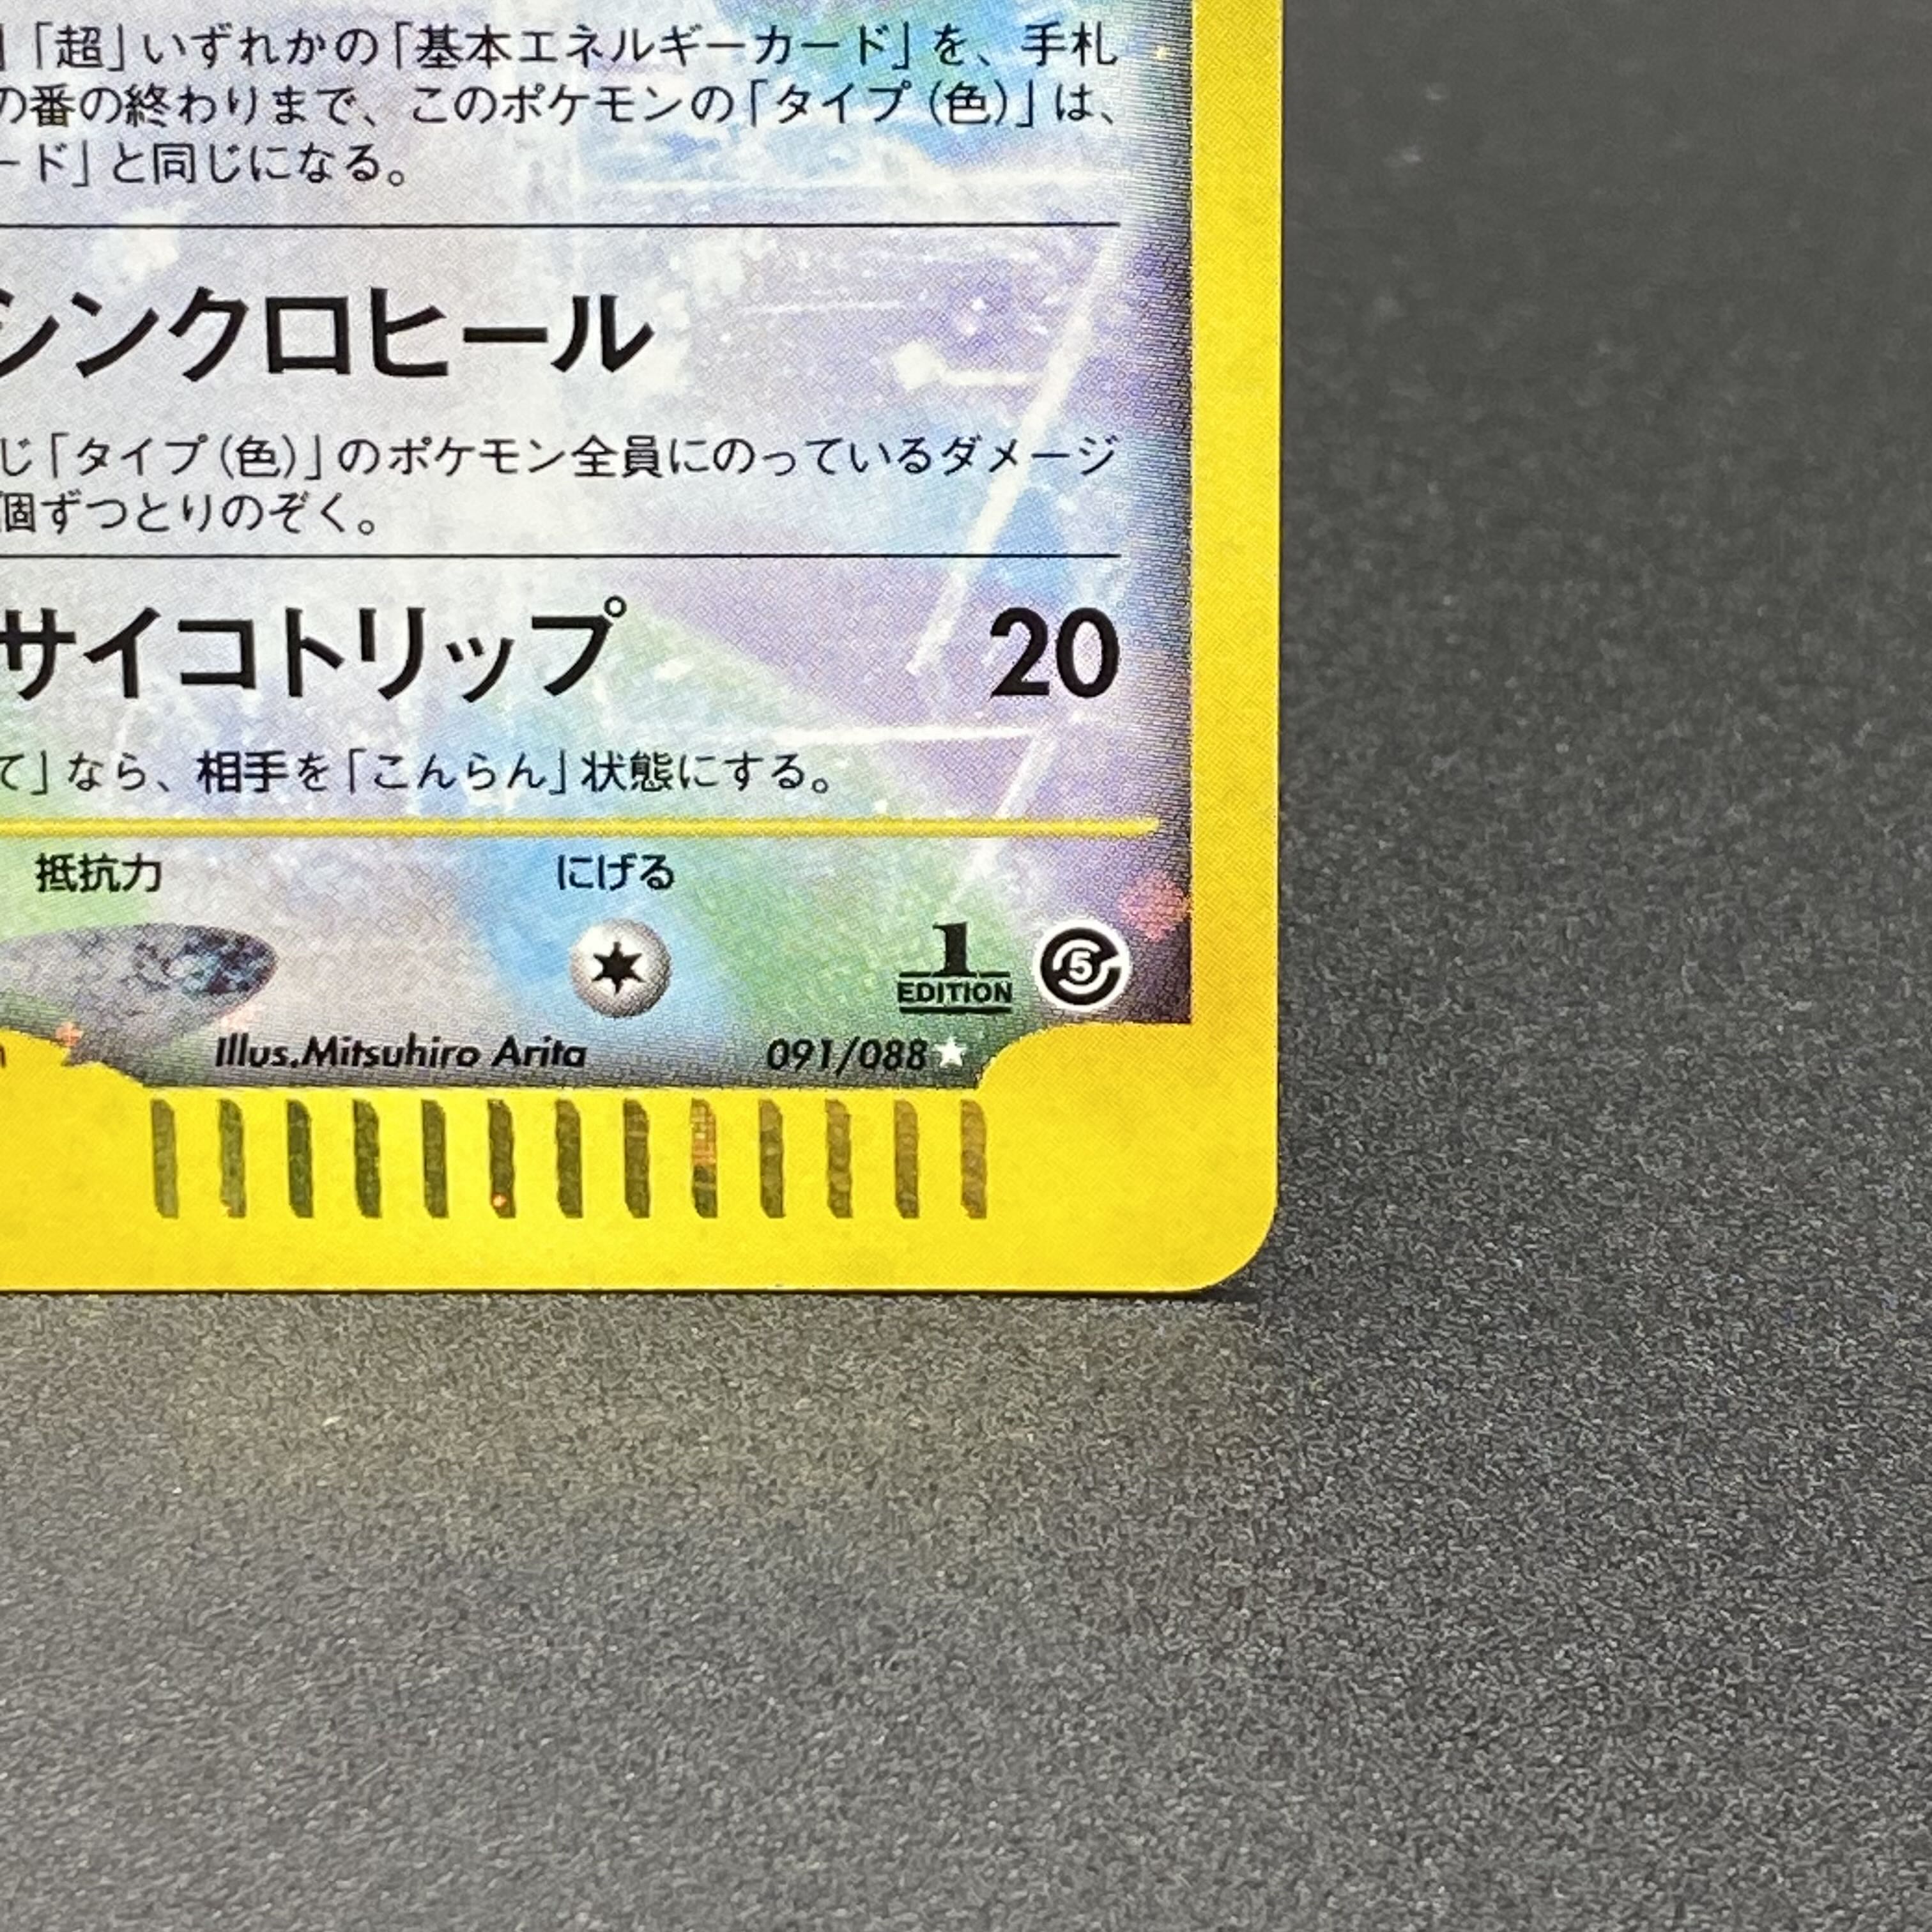 「超」いずれかの「基本エネルギーカード」を、手札
の番の終わりまで、このポケモンの「タイプ(色)」は、
ード」と同じになる。
シンクロヒール
じ「タイプ(色)」のポケモン全員にのっているダメージ
個ずつとりのぞく。
サイコトリップ 20
て」なら、相手を「こんらん」状態にする。
抵抗力 にげる
1
EDITION
5
Illus.Mitsuhiro Arita 091/088★